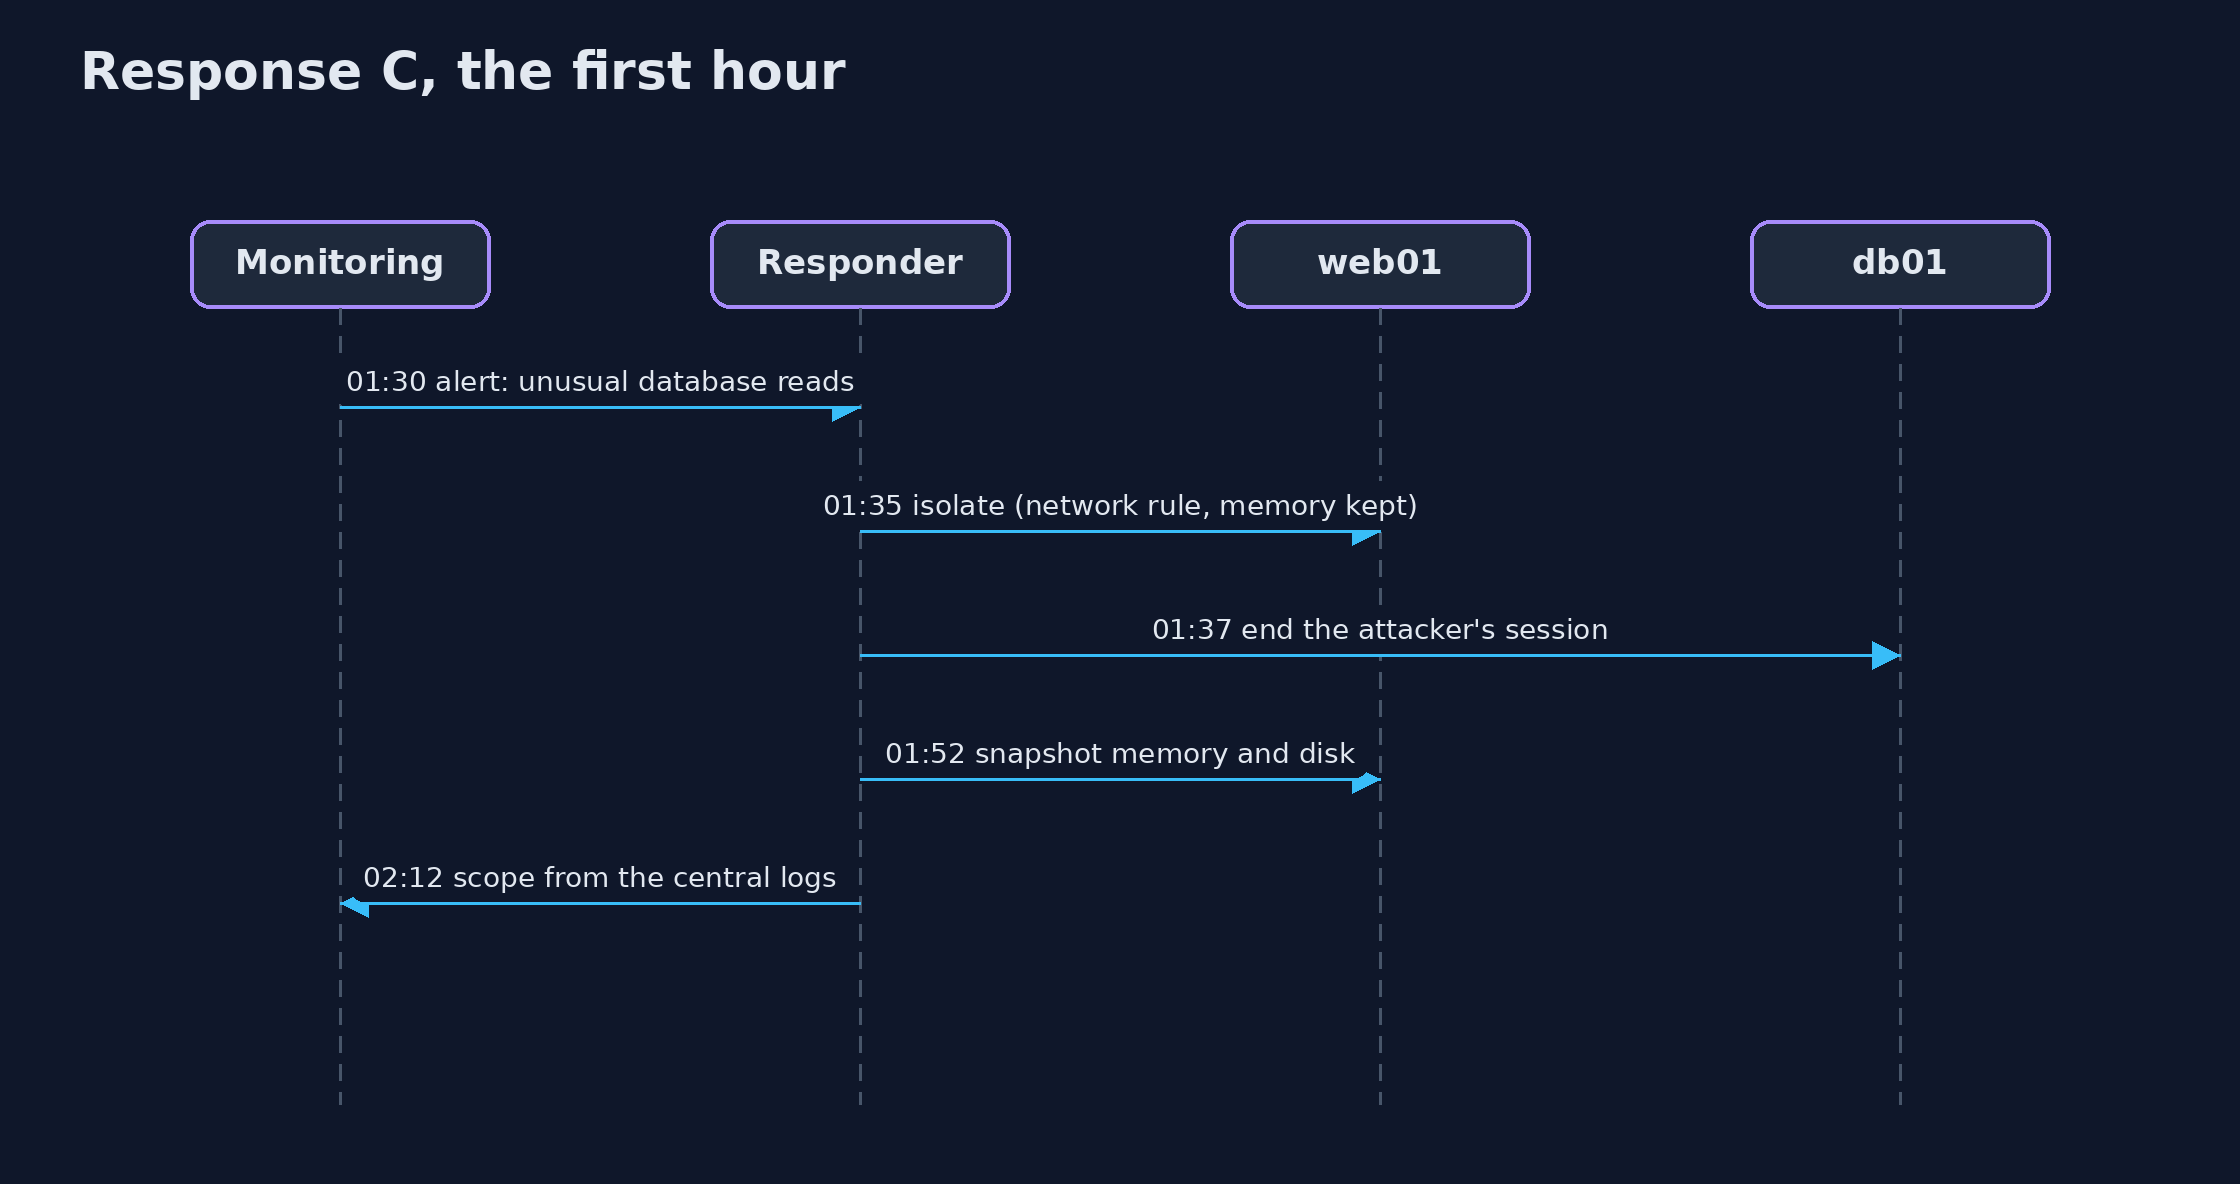 Response C, the first hour
Monitoring
Responder
web01
db01
01:30 alert: unusual database reads
01:35 isolate (network rule, memory kept)
01:37 end the attacker's session
01:52 snapshot memory and disk
02:12 scope from the central logs